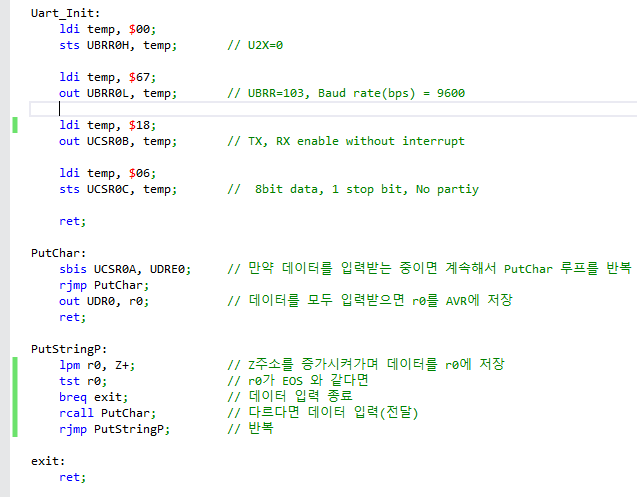 Uart_Init:
ldi temp, $00;
sts UBRR0H, temp; // U2X=0
ldi temp, $67;
out UBRR0L, temp; // UBRR=103, Baud rate(bps) = 9600
ldi temp, $18;
out UCSR0B, temp; // TX, RX enable without interrupt
ldi temp, $06;
sts UCSR0C, temp; // 8bit data, 1 stop bit, No partiy
ret;
PutChar:
sbis UCSR0A, UDRE0; // 만약 데이터를 입력받는 중이면 계속해서 PutChar 루프를 반복
rjmp PutChar;
out UDR0, r0; // 데이터를 모두 입력받으면 r0를 AVR에 저장
ret;
PutStringP:
lpm r0, Z+; // Z주소를 증가시켜가며 데이터를 r0에 저장
tst r0; // r0가 EOS 와 같다면
breq exit; // 데이터 입력 종료
rcall PutChar; // 다르다면 데이터 입력(전달)
rjmp PutStringP; // 반복
exit:
ret;